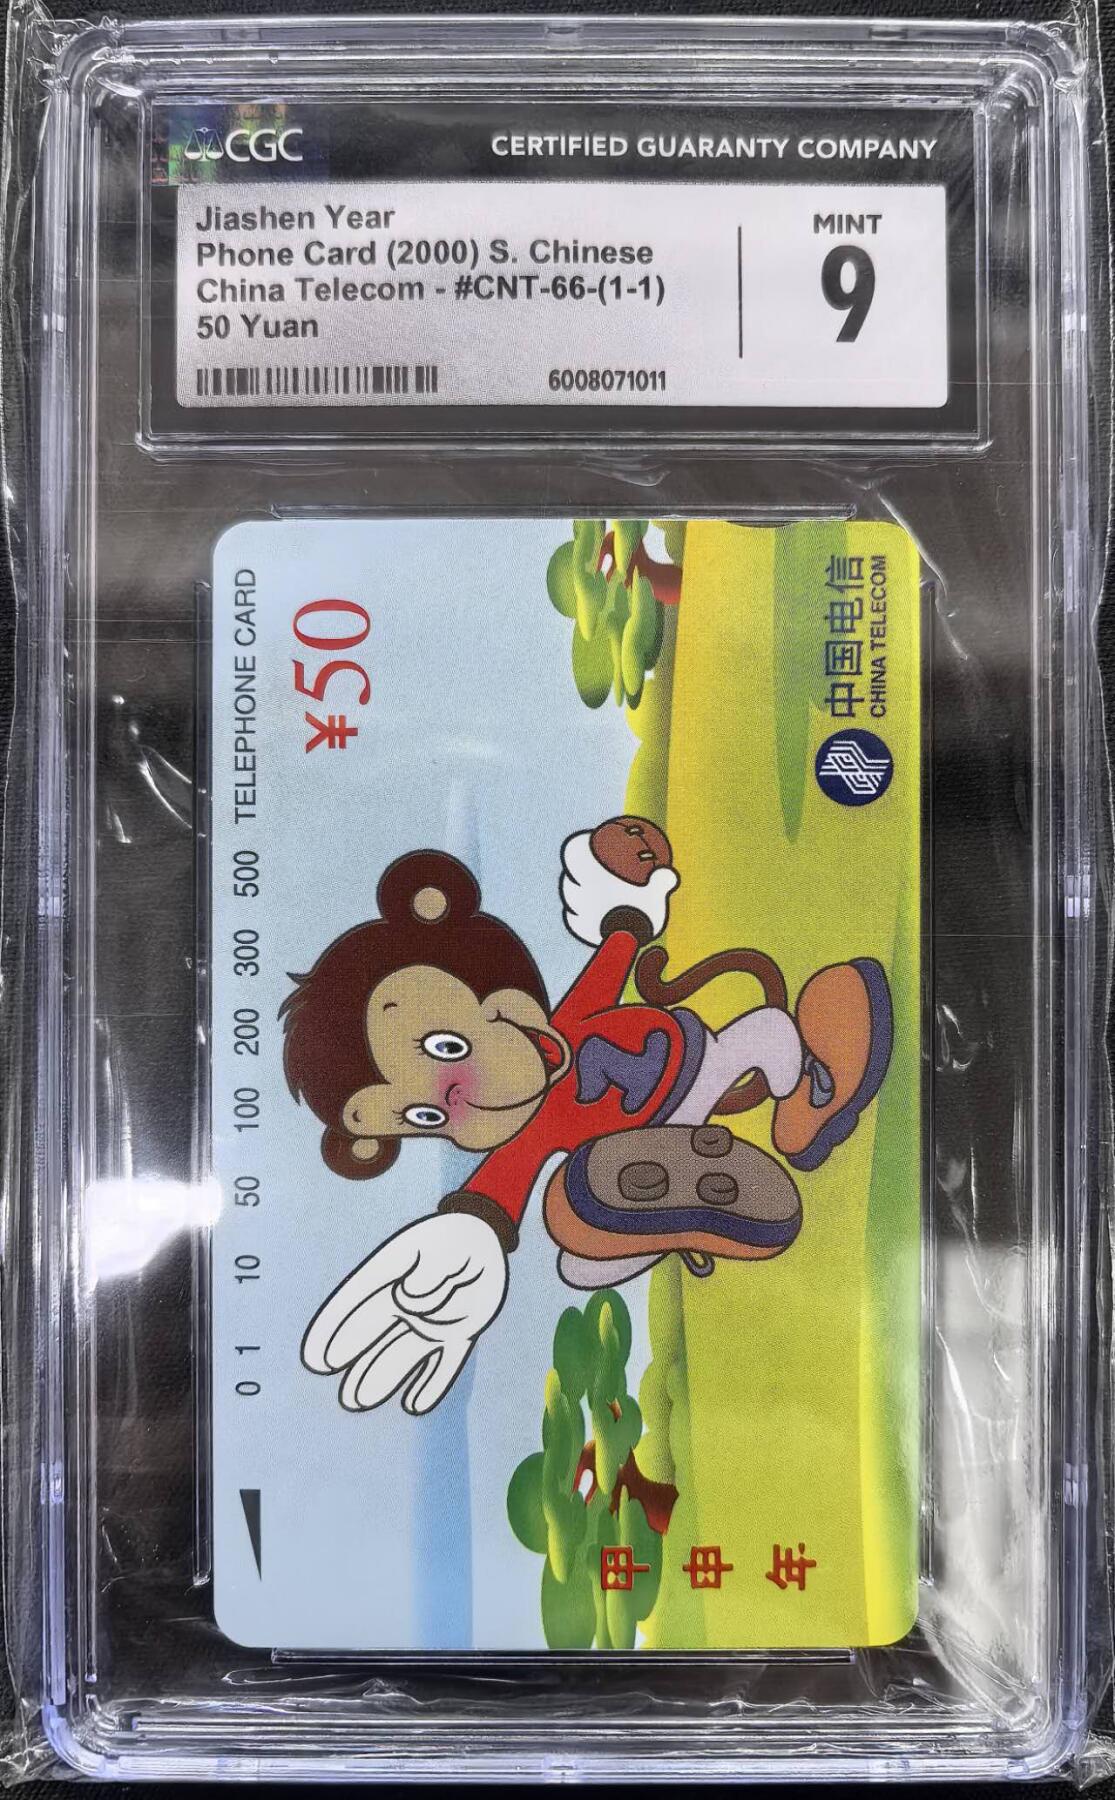 CGC
CERTIFIED GUARANTY COMPANY
Jiashen Year
Phone Card (2000) S. Chinese
China Telecom - #CNT-66-(1-1)
50 Yuan
MINT
9
6008071011
0 1 10 50 100 200 300 500 TELEPHONE CARD
¥50
中国电信
CHINA TELECOM
甲申年